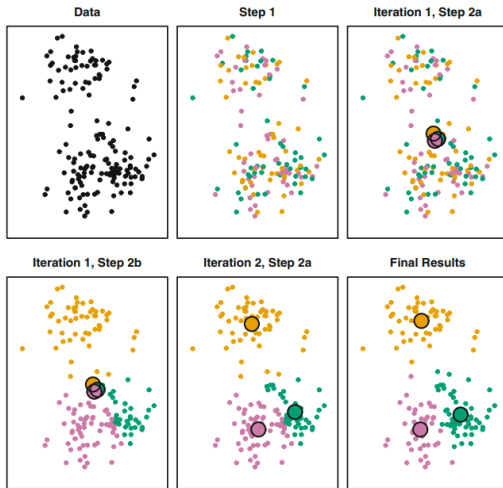 Data
Step 1
Iteration 1, Step 2a
Iteration 1, Step 2b
Iteration 2, Step 2a
Final Results